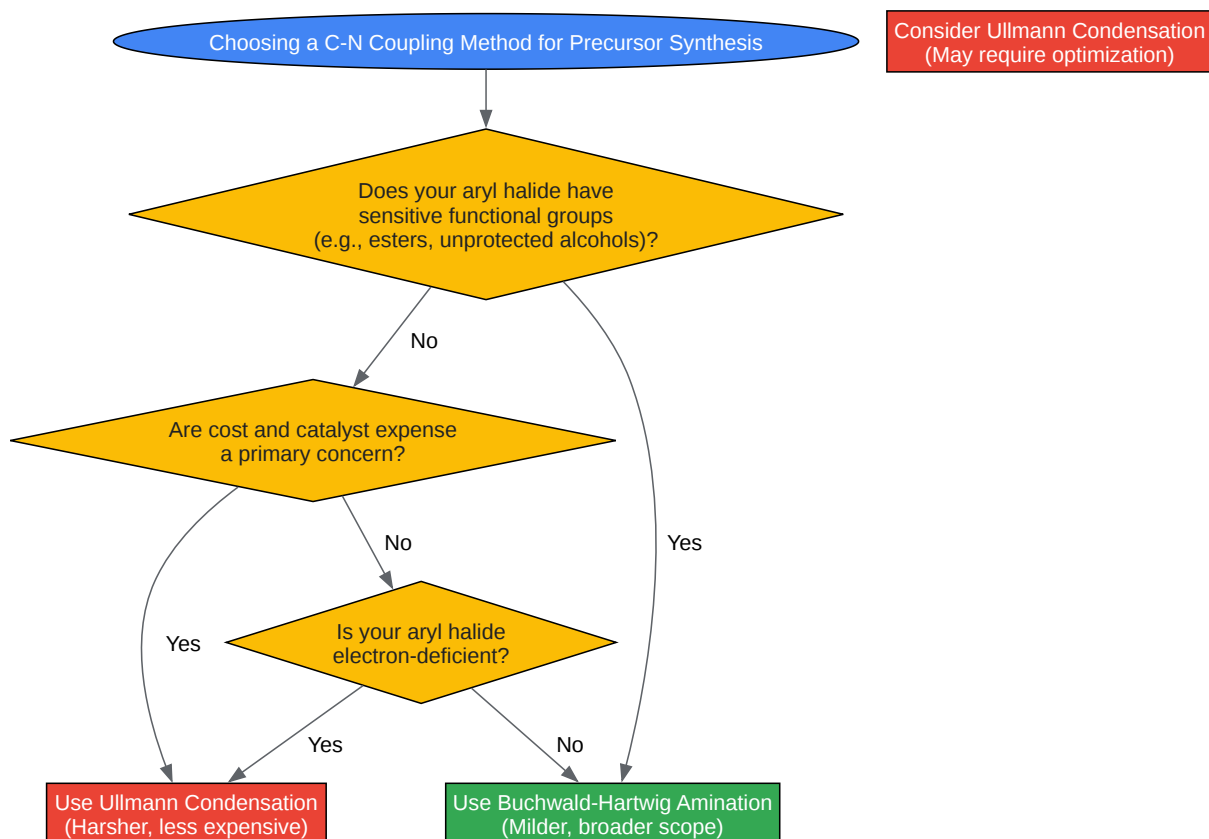 Choosing a C-N Coupling Method for Precursor Synthesis
Consider Ullmann Condensation
(May require optimization)
Does your aryl halide have
sensitive functional groups
(e.g., esters, unprotected alcohols)?
No
Are cost and catalyst expense
a primary concern?
No
Yes
Is your aryl halide
electron-deficient?
Yes
Yes
No
Use Ullmann Condensation
(Harsher, less expensive)
Use Buchwald-Hartwig Amination
(Milder, broader scope)